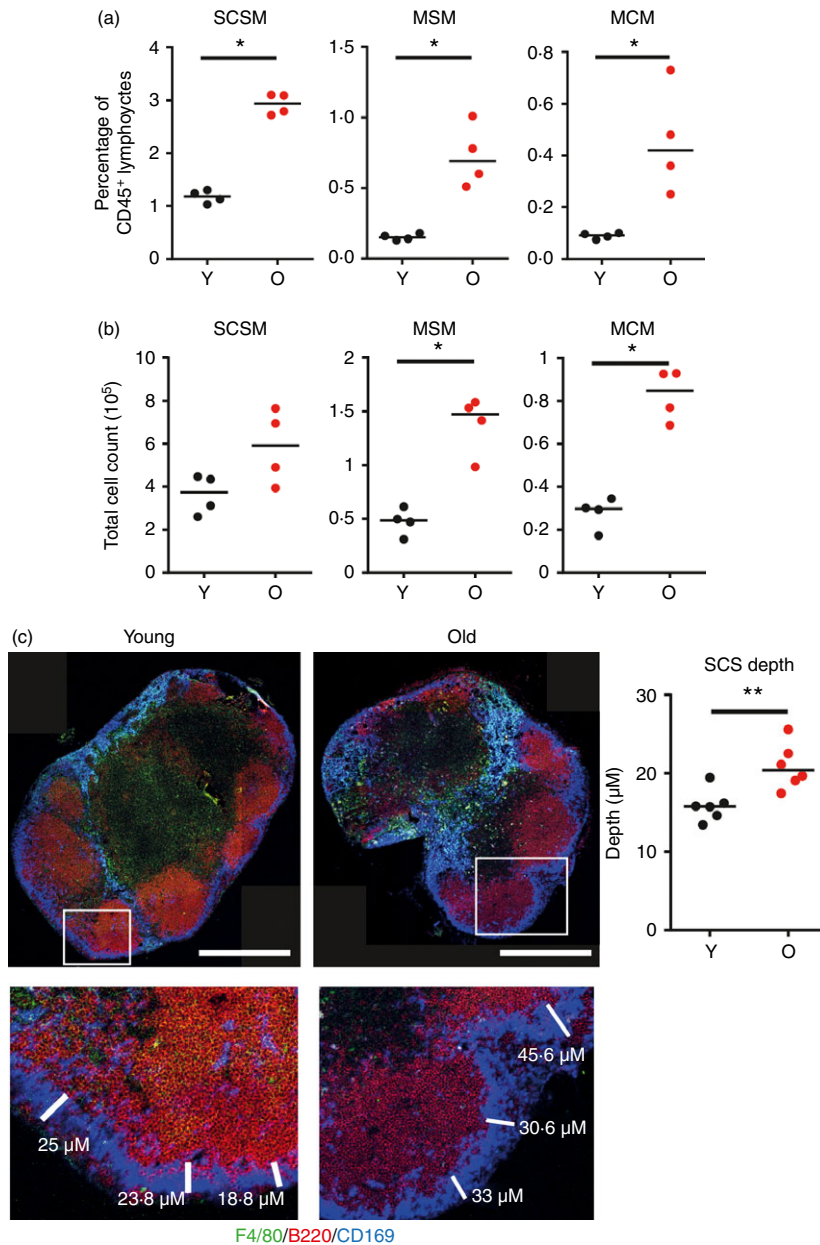 (a)
SCSM
MSM
MCM
Percentage of
CD45+ lymphoyctes
4
3
2
1
0
*
Y
O
1·5
1·0
0·5
0·0
*
Y
O
0·8
0·6
0·4
0·2
0·0
*
Y
O
(b)
SCSM
MSM
MCM
Total cell count (10⁵)
10
8
6
4
2
0
Y
O
2
1·5
1
0·5
0
*
Y
O
1
0·8
0·6
0·4
0·2
0
*
Y
O
(c)
Young
Old
SCS depth
Depth (µM)
30
20
10
0
**
Y
O
25 µM
23·8 µM
18·8 µM
45·6 µM
30·6 µM
33 µM
F4/80/B220/CD169